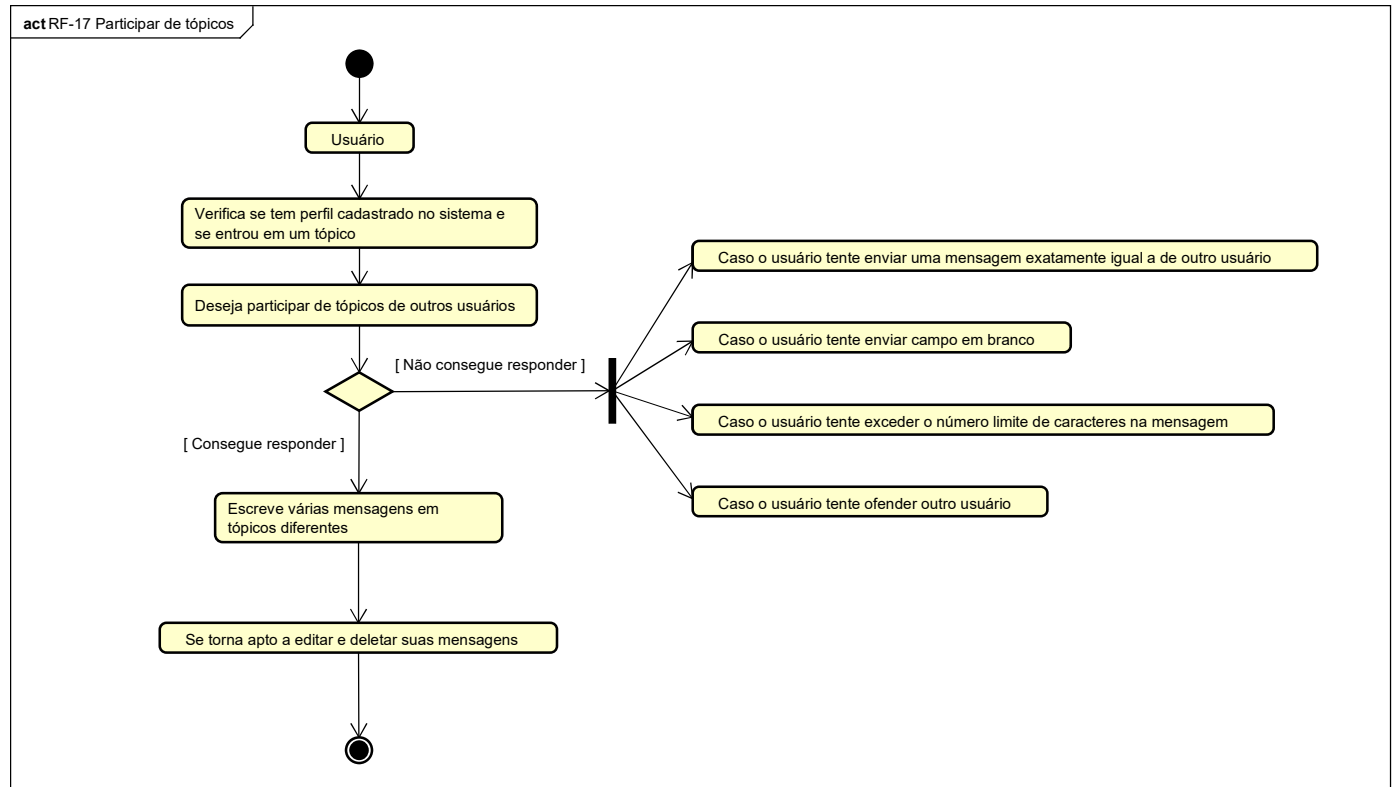 act RF-17 Participar de tópicos
Usuário
Verifica se tem perfil cadastrado no sistema e
se entrou em um tópico
Deseja participar de tópicos de outros usuários
[ Não consegue responder ]
[ Consegue responder ]
Escreve várias mensagens em
tópicos diferentes
Se torna apto a editar e deletar suas mensagens
Caso o usuário tente enviar uma mensagem exatamente igual a de outro usuário
Caso o usuário tente enviar campo em branco
Caso o usuário tente exceder o número limite de caracteres na mensagem
Caso o usuário tente ofender outro usuário